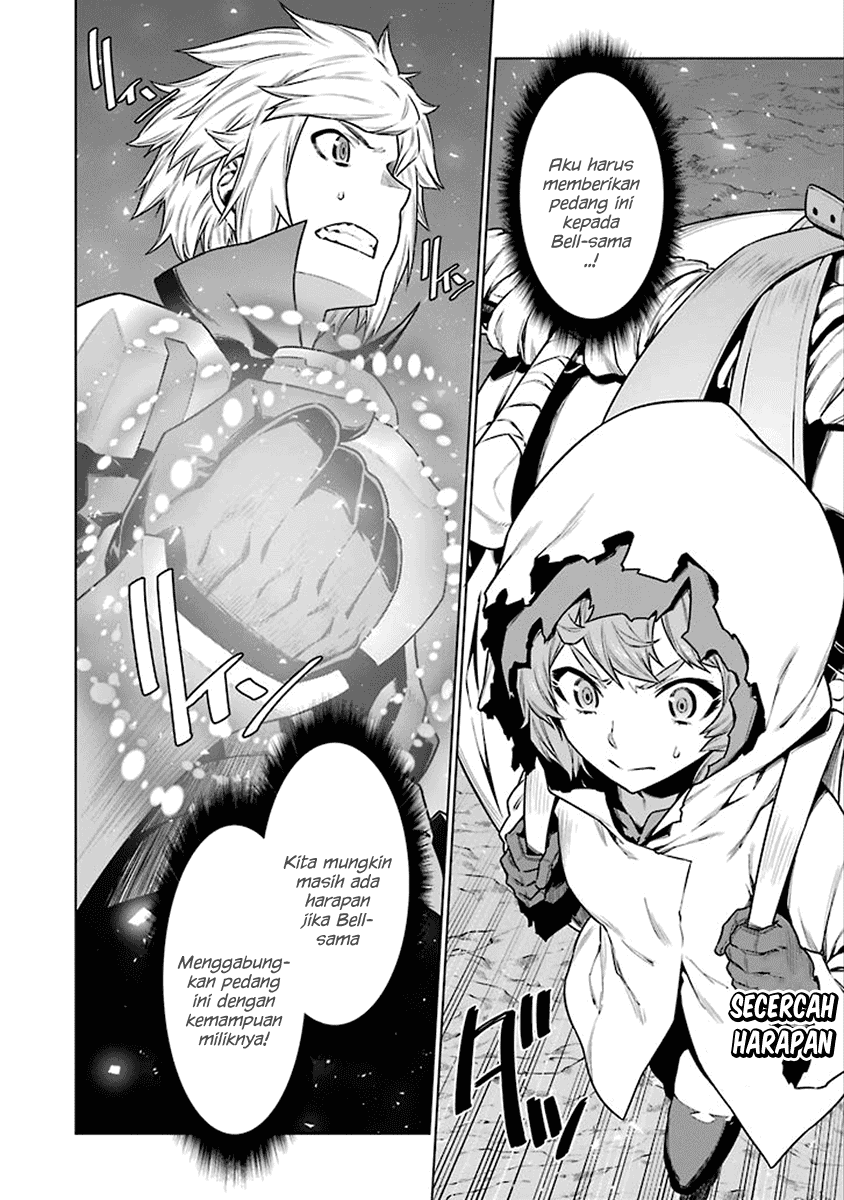 Aku harus
memberikan
pedang ini
kepada
Bell-sama
...!
SECERCAH
HARAPAN
リィン
リィン
リィン
Kita mungkin
masih ada
harapan
jika Bell-
sama
Menggabung-
kan pedang
ini dengan
kemampuan
miliknya!
ダダ